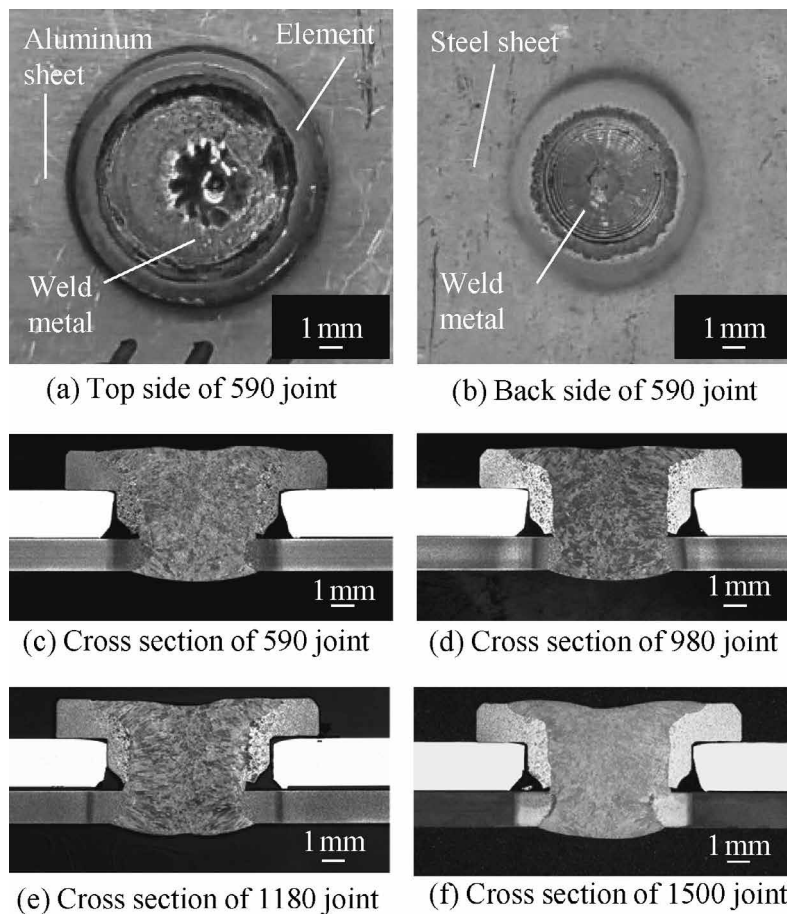 Aluminum
sheet
Element
Weld
metal
1 mm
(a) Top side of 590 joint
Steel sheet
Weld
metal
1 mm
(b) Back side of 590 joint
1 mm
(c) Cross section of 590 joint
1 mm
(d) Cross section of 980 joint
1 mm
(e) Cross section of 1180 joint
1 mm
(f) Cross section of 1500 joint